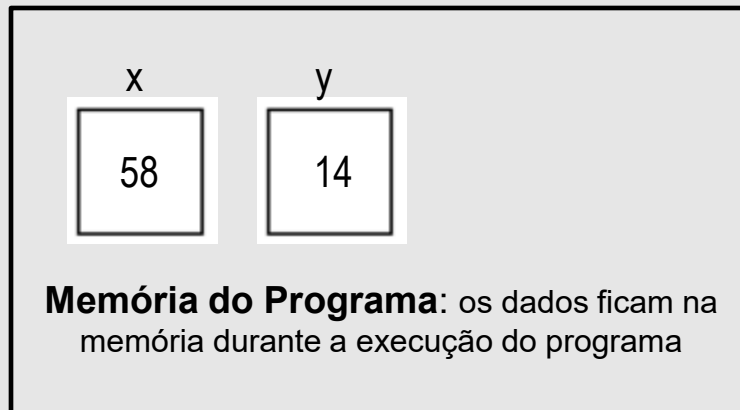 x y
58 14
Memória do Programa: os dados ficam na
memória durante a execução do programa